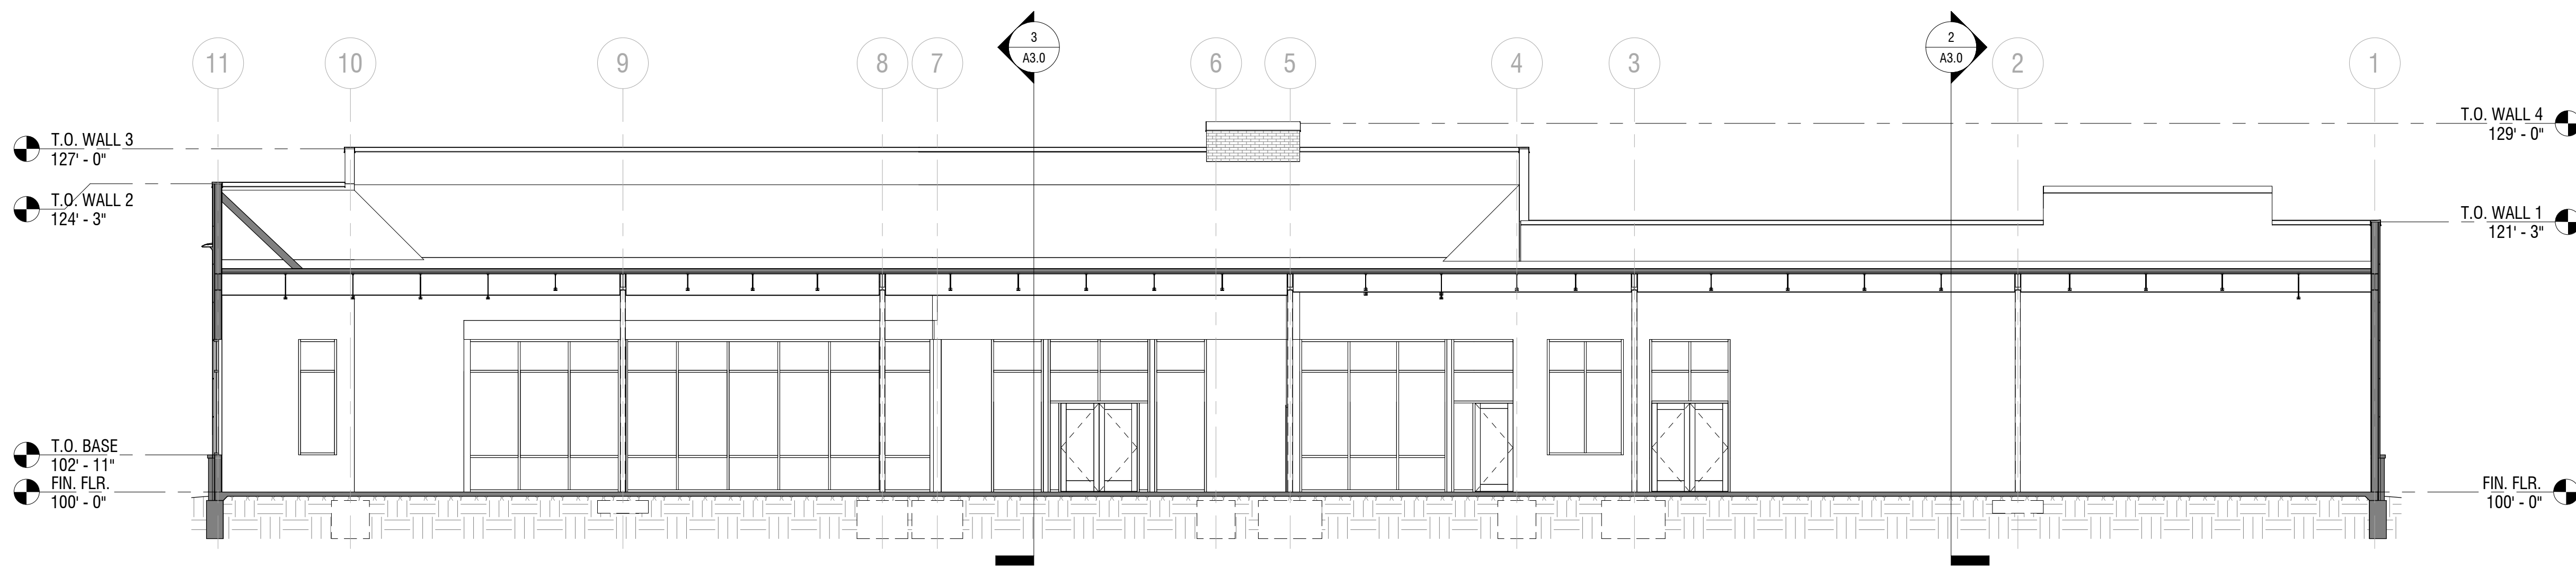 3
A3.0
2
A3.0
11
10
9
8
7
6
5
4
3
2
1
T.O. WALL 4
129' - 0"
T.O. WALL 3
127' - 0"
T.O. WALL 2
124' - 3"
T.O. WALL 1
121' - 3"
T.O. BASE
102' - 11"
FIN. FLR.
100' - 0"
FIN. FLR.
100' - 0"